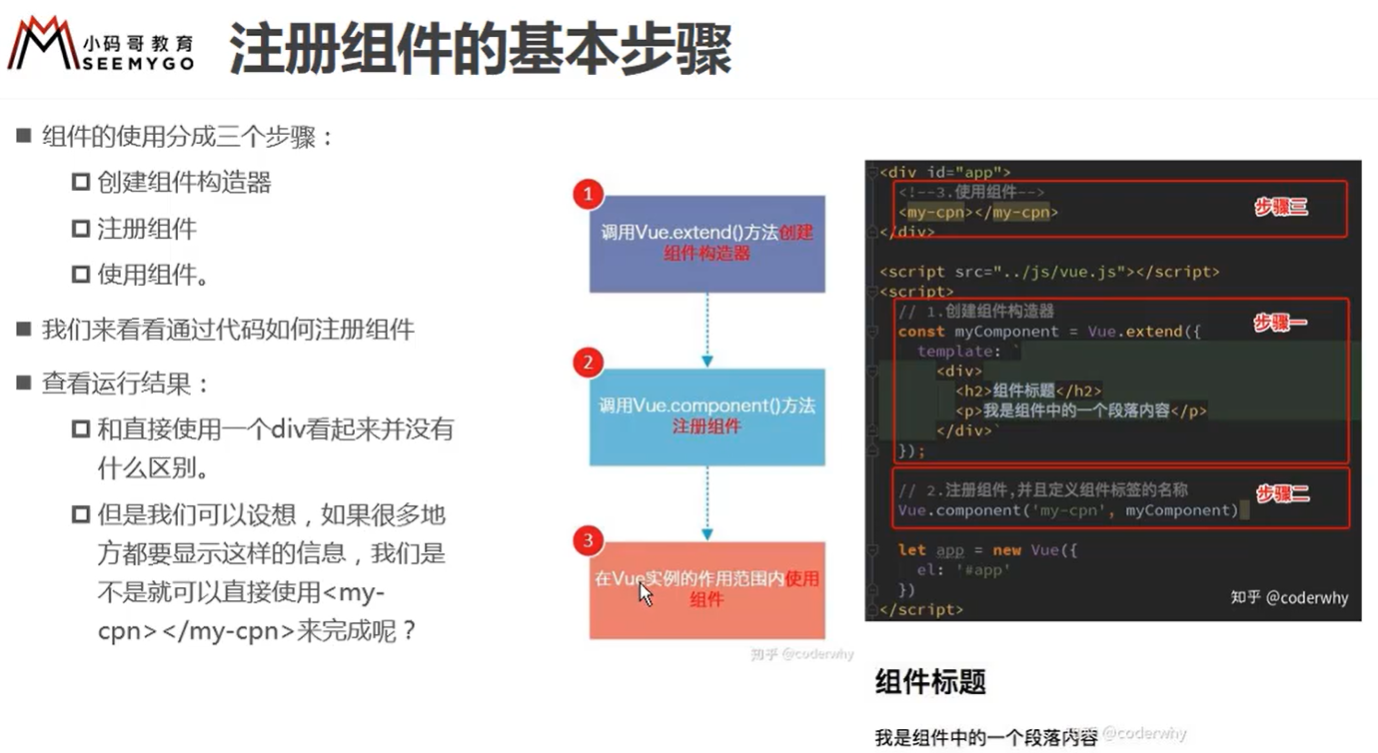 小码哥教育
SEEMYGO
注册组件的基本步骤
组件的使用分成三个步骤：
创建组件构造器
注册组件
使用组件。
我们来看看通过代码如何注册组件
查看运行结果：
和直接使用一个div看起来并没有
什么区别。
但是我们可以设想，如果很多地
方都要显示这样的信息，我们是
不是就可以直接使用<my-
cpn></my-cpn>来完成呢？
1
调用Vue.extend()方法创建
组件构造器
2
调用Vue.component()方法
注册组件
3
在Vue实例的作用范围内使用
组件
知乎 @coderwhy
<div id="app">
<!--3.使用组件-->
<my-cpn></my-cpn>
步骤三
</div>
<script src="../js/vue.js"></script>
<script>
// 1.创建组件构造器
步骤一
const myComponent = Vue.extend({
template: `
<div>
<h2>组件标题</h2>
<p>我是组件中的一个段落内容</p>
</div>`
});
// 2.注册组件,并且定义组件标签的名称
步骤二
Vue.component('my-cpn', myComponent)
let app = new Vue({
el: '#app'
})
</script>
知乎 @coderwhy
组件标题
我是组件中的一个段落内容
@coderwhy